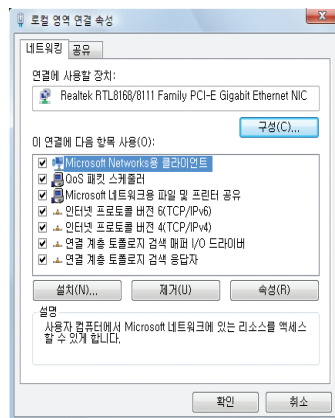 로컬 영역 연결 속성
네트워킹 공유
연결에 사용할 장치:
Realtek RTL8168/8111 Family PCI-E Gigabit Ethernet NIC
구성(C)...
이 연결에 다음 항목 사용(O):
Microsoft Networks용 클라이언트
QoS 패킷 스케줄러
Microsoft 네트워크용 파일 및 프린터 공유
인터넷 프로토콜 버전 6(TCP/IPv6)
인터넷 프로토콜 버전 4(TCP/IPv4)
연결 계층 토폴로지 검색 매퍼 I/O 드라이버
연결 계층 토폴로지 검색 응답자
설치(N)... 제거(U) 속성(R)
설명
사용자 컴퓨터에서 Microsoft 네트워크에 있는 리소스를 액세스
할 수 있게 합니다.
확인 취소